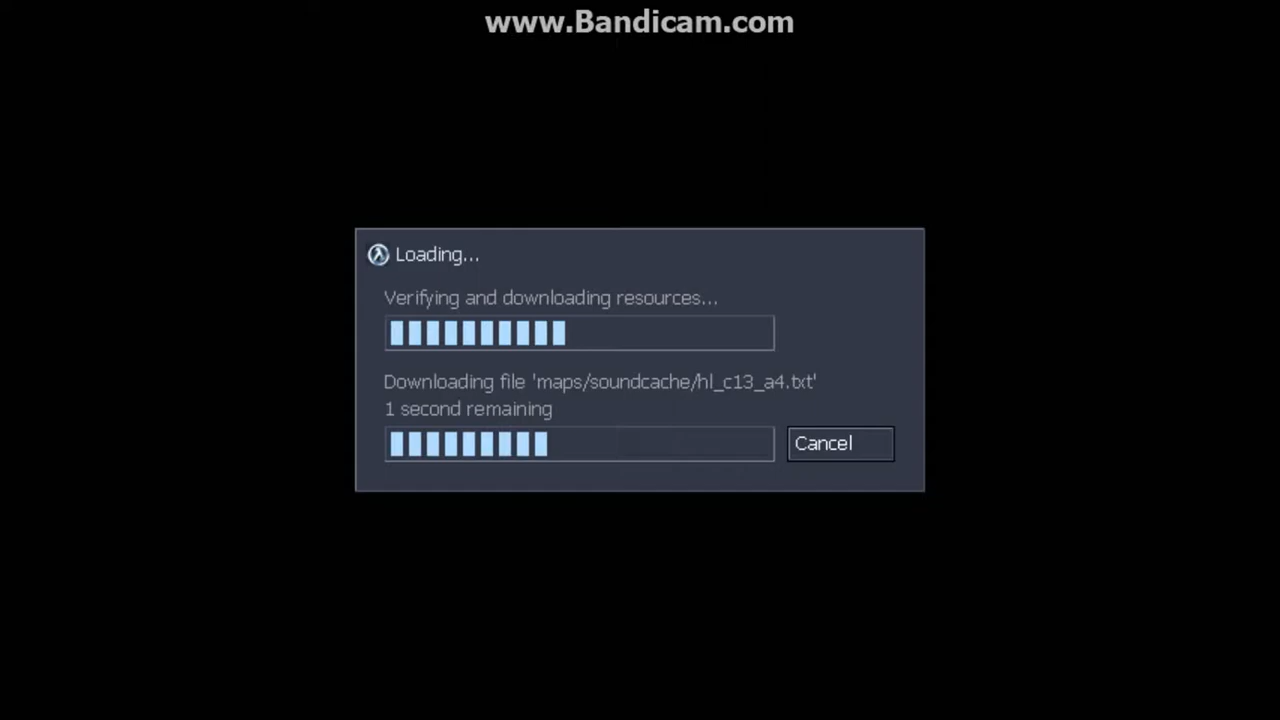 www.Bandicam.com
Loading...
Verifying and downloading resources...
Downloading file 'maps/soundcache/hl_c13_a4.txt'
1 second remaining
Cancel